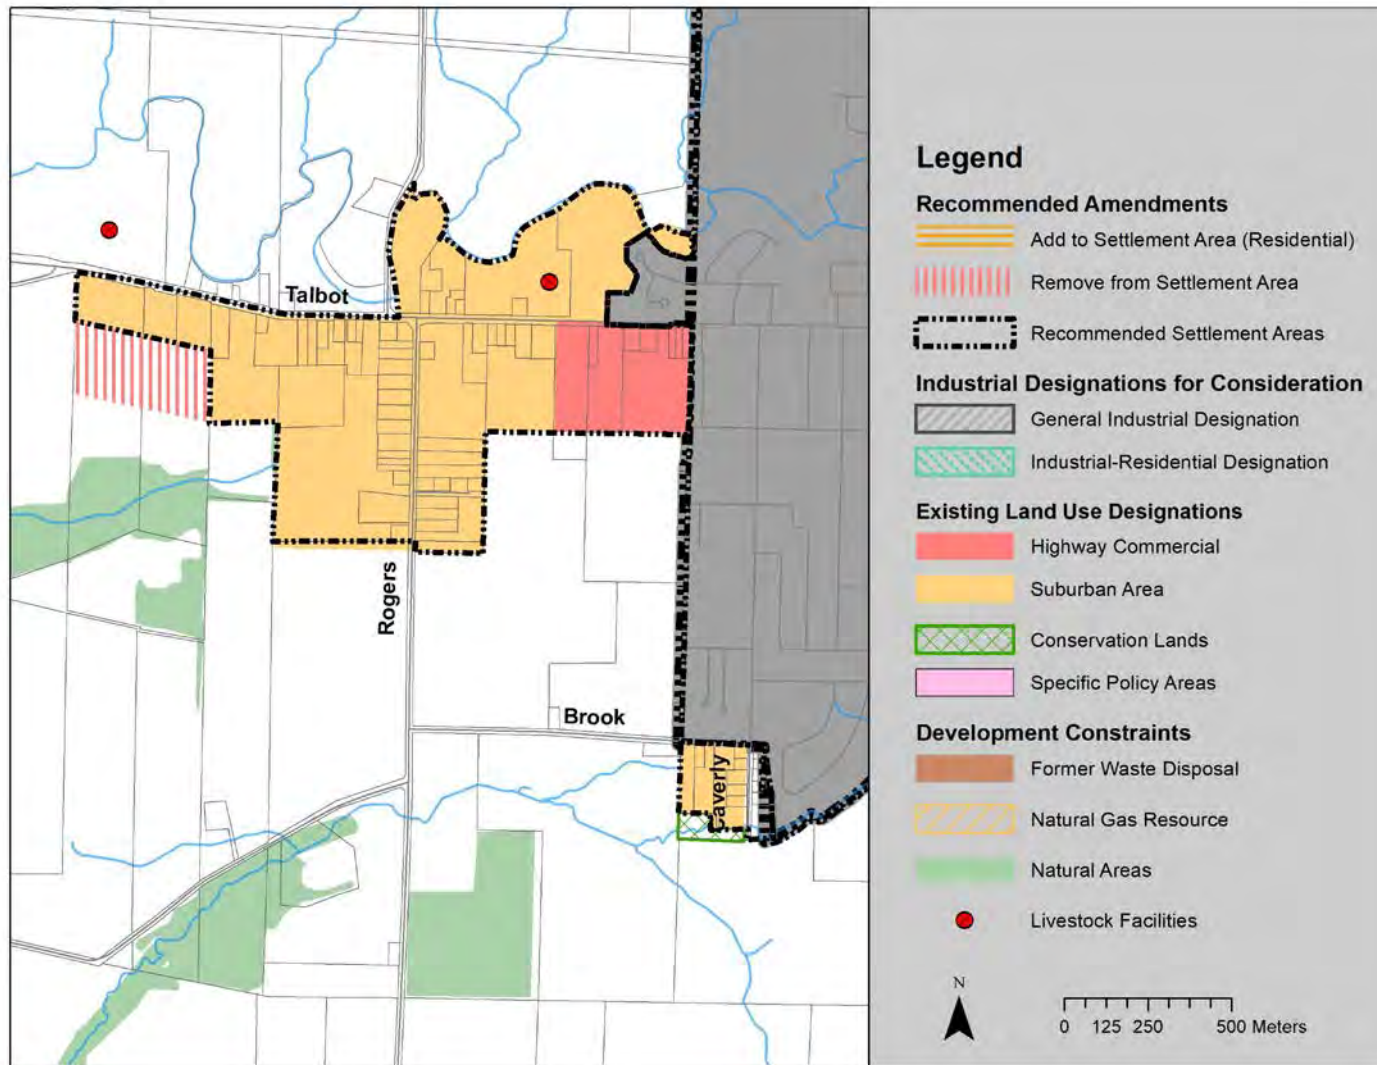 Talbot
Rogers
Brook
Caverly
Legend
Recommended Amendments
Add to Settlement Area (Residential)
Remove from Settlement Area
Recommended Settlement Areas
Industrial Designations for Consideration
General Industrial Designation
Industrial-Residential Designation
Existing Land Use Designations
Highway Commercial
Suburban Area
Conservation Lands
Specific Policy Areas
Development Constraints
Former Waste Disposal
Natural Gas Resource
Natural Areas
Livestock Facilities
N
0 125 250 500 Meters